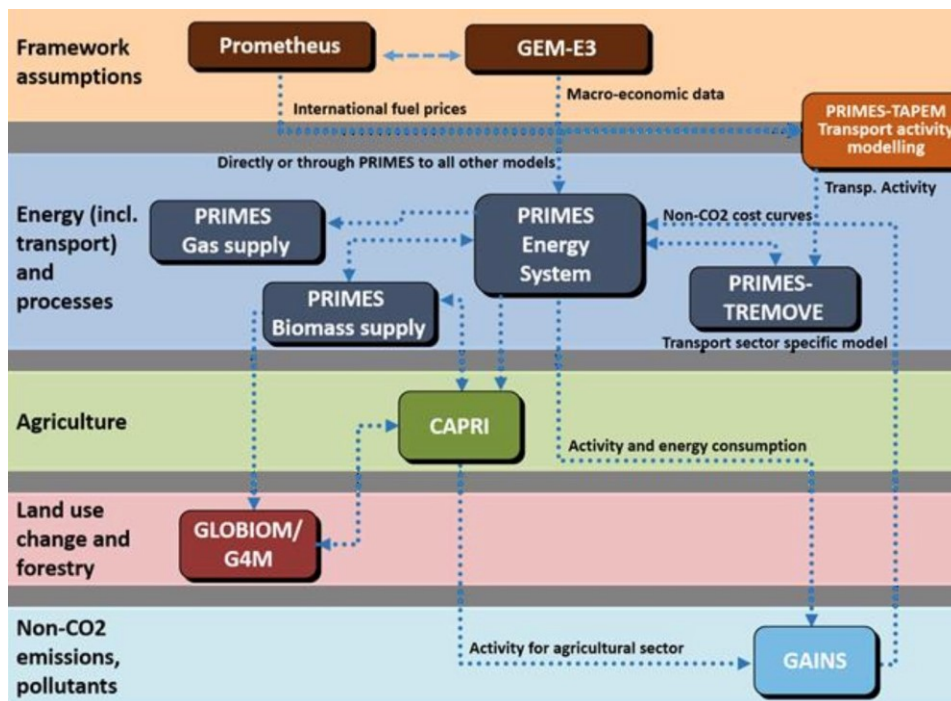 Framework
assumptions
Prometheus
GEM-E3
International fuel prices
Macro-economic data
PRIMES-TAPEM
Transport activity
modelling
Directly or through PRIMES to all other models
Transp. Activity
Energy (incl.
transport)
and
processes
PRIMES
Gas supply
PRIMES
Energy
System
Non-CO2 cost curves
PRIMES
Biomass supply
PRIMES-
TREMOVE
Transport sector specific model
Agriculture
CAPRI
Activity and energy consumption
Land use
change and
forestry
GLOBIOM/
G4M
Non-CO2
emissions,
pollutants
Activity for agricultural sector
GAINS